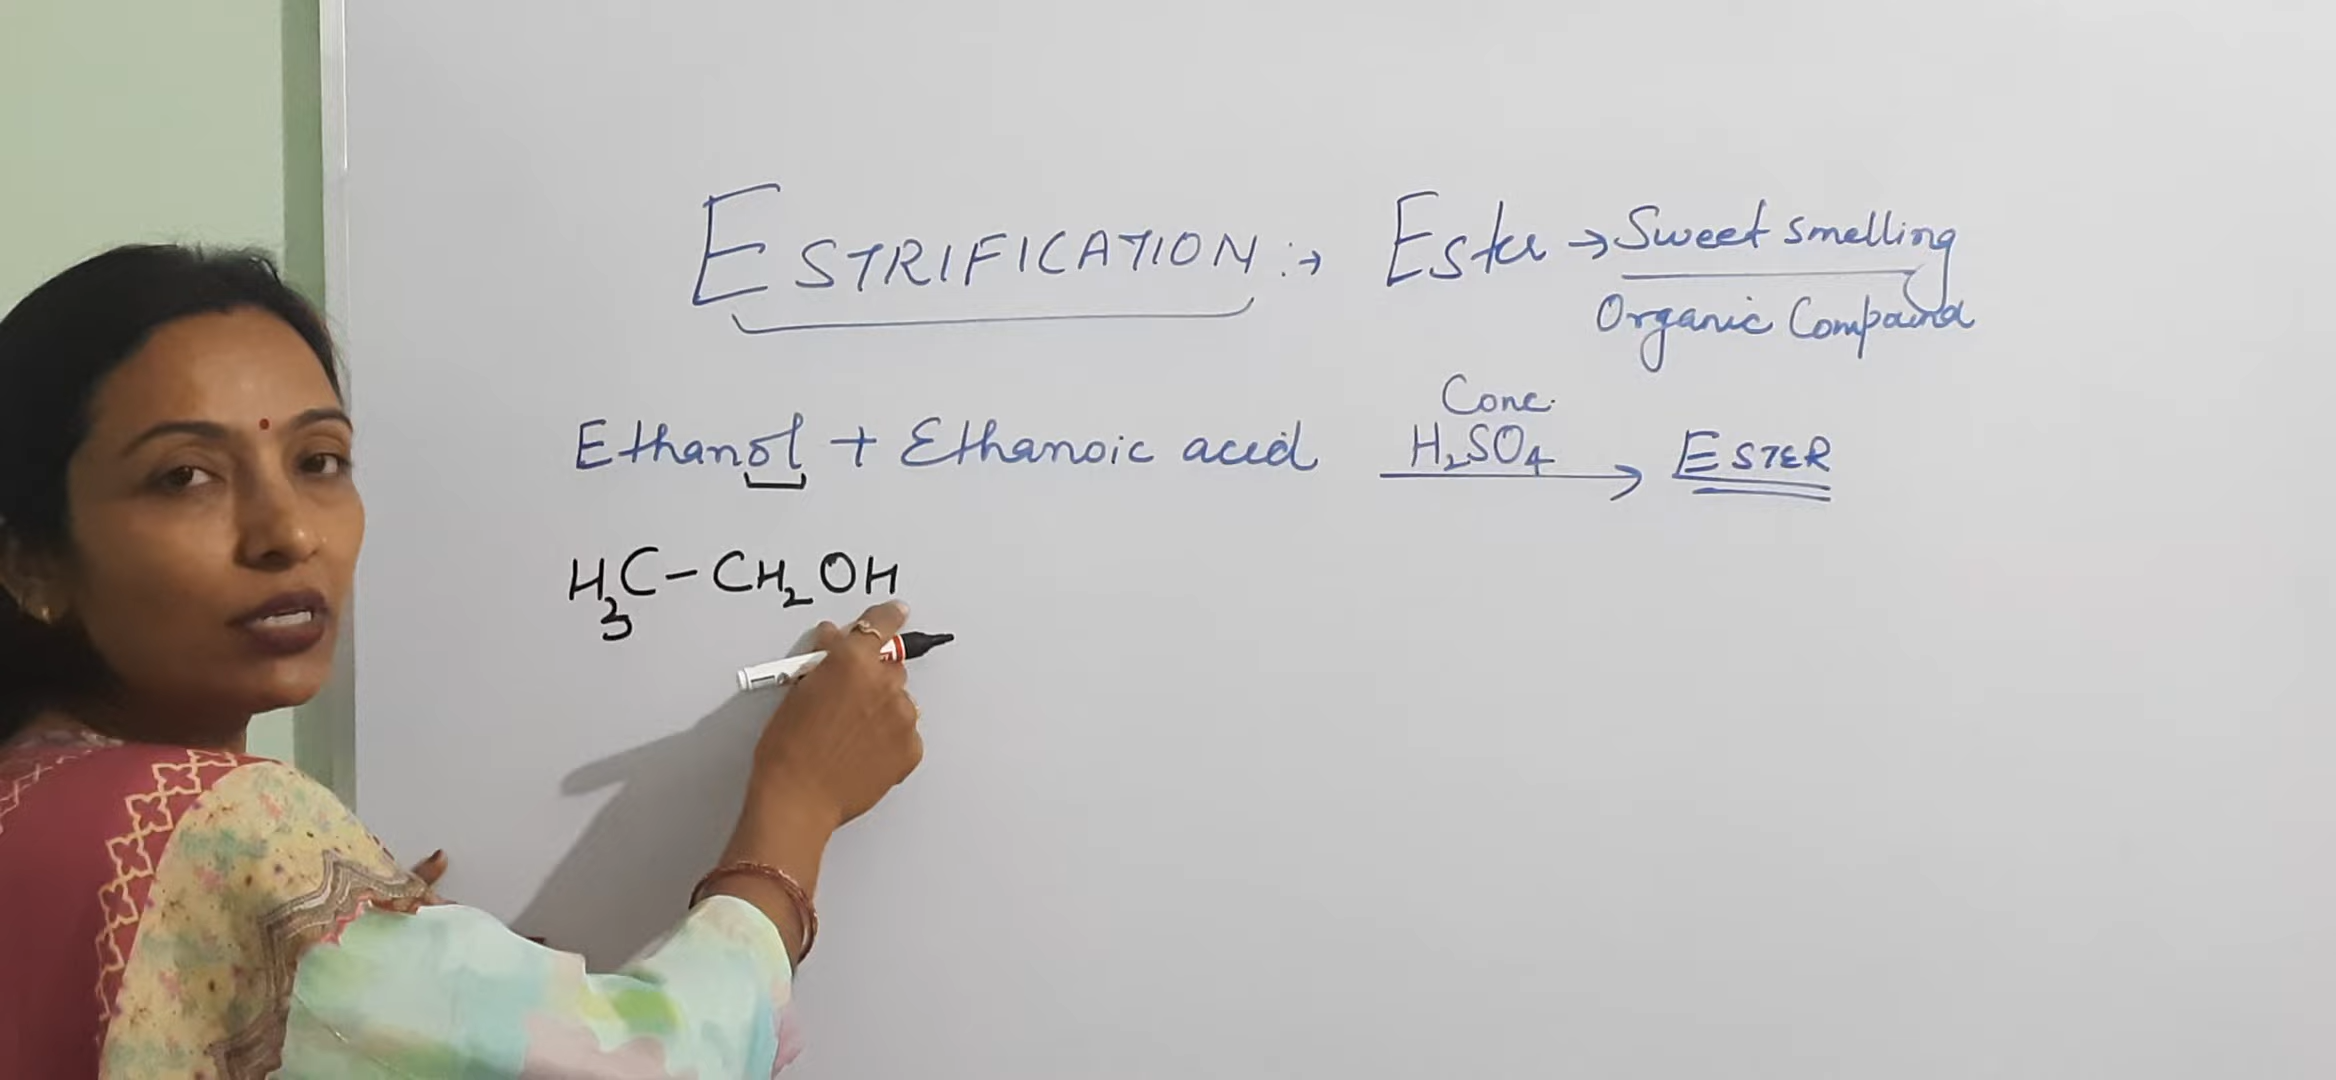 ESTRIFICATION :→ Ester → Sweet smelling
Organic Compound
Ethanol + Ethanoic acid Conc. H₂SO₄ → ESTER
H₃C-CH₂OH